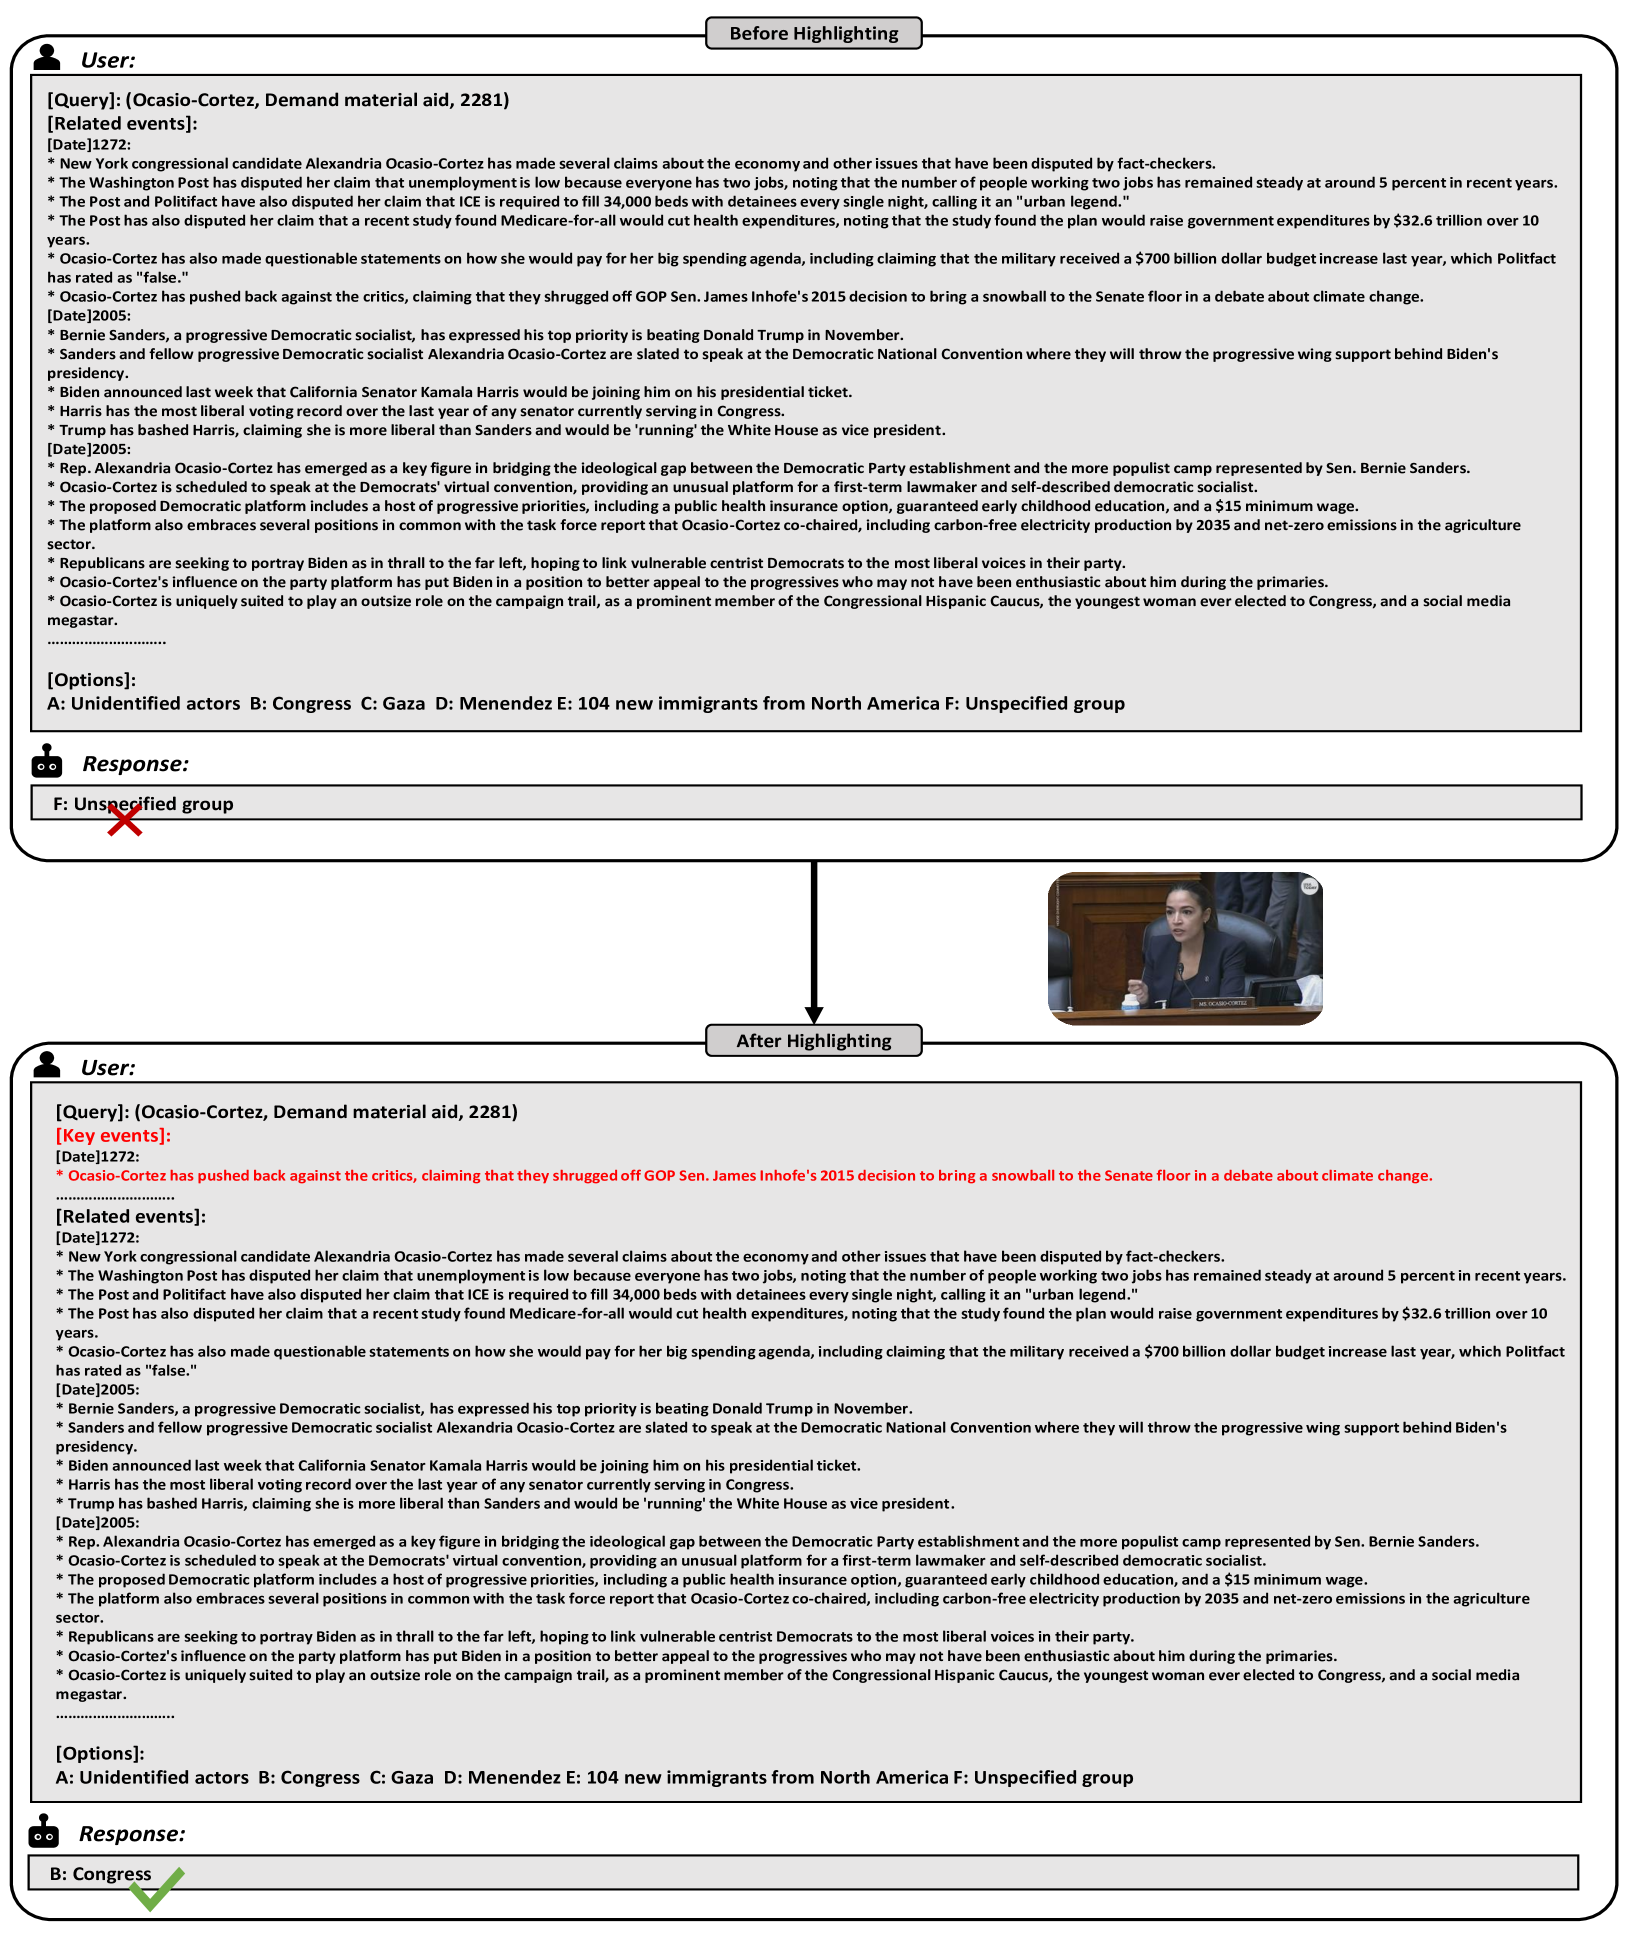 Before Highlighting
User:
[Query]: (Ocasio-Cortez, Demand material aid, 2281)
[Related events]:
[Date]1272:
* New York congressional candidate Alexandria Ocasio-Cortez has made several claims about the economy and other issues that have been disputed by fact-checkers.
* The Washington Post has disputed her claim that unemployment is low because everyone has two jobs, noting that the number of people working two jobs has remained steady at around 5 percent in recent years.
* The Post and Politifact have also disputed her claim that ICE is required to fill 34,000 beds with detainees every single night, calling it an "urban legend."
* The Post has also disputed her claim that a recent study found Medicare-for-all would cut health expenditures, noting that the study found the plan would raise government expenditures by $32.6 trillion over 10
years.
* Ocasio-Cortez has also made questionable statements on how she would pay for her big spending agenda, including claiming that the military received a $700 billion dollar budget increase last year, which Politfact
has rated as "false."
* Ocasio-Cortez has pushed back against the critics, claiming that they shrugged off GOP Sen. James Inhofe's 2015 decision to bring a snowball to the Senate floor in a debate about climate change.
[Date]2005:
* Bernie Sanders, a progressive Democratic socialist, has expressed his top priority is beating Donald Trump in November.
* Sanders and fellow progressive Democratic socialist Alexandria Ocasio-Cortez are slated to speak at the Democratic National Convention where they will throw the progressive wing support behind Biden's
presidency.
* Biden announced last week that California Senator Kamala Harris would be joining him on his presidential ticket.
* Harris has the most liberal voting record over the last year of any senator currently serving in Congress.
* Trump has bashed Harris, claiming she is more liberal than Sanders and would be 'running' the White House as vice president.
[Date]2005:
* Rep. Alexandria Ocasio-Cortez has emerged as a key figure in bridging the ideological gap between the Democratic Party establishment and the more populist camp represented by Sen. Bernie Sanders.
* Ocasio-Cortez is scheduled to speak at the Democrats' virtual convention, providing an unusual platform for a first-term lawmaker and self-described democratic socialist.
* The proposed Democratic platform includes a host of progressive priorities, including a public health insurance option, guaranteed early childhood education, and a $15 minimum wage.
* The platform also embraces several positions in common with the task force report that Ocasio-Cortez co-chaired, including carbon-free electricity production by 2035 and net-zero emissions in the agriculture
sector.
* Republicans are seeking to portray Biden as in thrall to the far left, hoping to link vulnerable centrist Democrats to the most liberal voices in their party.
* Ocasio-Cortez's influence on the party platform has put Biden in a position to better appeal to the progressives who may not have been enthusiastic about him during the primaries.
* Ocasio-Cortez is uniquely suited to play an outsize role on the campaign trail, as a prominent member of the Congressional Hispanic Caucus, the youngest woman ever elected to Congress, and a social media
megastar.
.............................
[Options]:
A: Unidentified actors B: Congress C: Gaza D: Menendez E: 104 new immigrants from North America F: Unspecified group
Response:
F: Unspecified group
MS. OCASIO-CORTEZ
After Highlighting
User:
[Query]: (Ocasio-Cortez, Demand material aid, 2281)
[Key events]:
[Date]1272:
* Ocasio-Cortez has pushed back against the critics, claiming that they shrugged off GOP Sen. James Inhofe's 2015 decision to bring a snowball to the Senate floor in a debate about climate change.
.............................
[Related events]:
[Date]1272:
* New York congressional candidate Alexandria Ocasio-Cortez has made several claims about the economy and other issues that have been disputed by fact-checkers.
* The Washington Post has disputed her claim that unemployment is low because everyone has two jobs, noting that the number of people working two jobs has remained steady at around 5 percent in recent years.
* The Post and Politifact have also disputed her claim that ICE is required to fill 34,000 beds with detainees every single night, calling it an "urban legend."
* The Post has also disputed her claim that a recent study found Medicare-for-all would cut health expenditures, noting that the study found the plan would raise government expenditures by $32.6 trillion over 10
years.
* Ocasio-Cortez has also made questionable statements on how she would pay for her big spending agenda, including claiming that the military received a $700 billion dollar budget increase last year, which Politfact
has rated as "false."
[Date]2005:
* Bernie Sanders, a progressive Democratic socialist, has expressed his top priority is beating Donald Trump in November.
* Sanders and fellow progressive Democratic socialist Alexandria Ocasio-Cortez are slated to speak at the Democratic National Convention where they will throw the progressive wing support behind Biden's
presidency.
* Biden announced last week that California Senator Kamala Harris would be joining him on his presidential ticket.
* Harris has the most liberal voting record over the last year of any senator currently serving in Congress.
* Trump has bashed Harris, claiming she is more liberal than Sanders and would be 'running' the White House as vice president.
[Date]2005:
* Rep. Alexandria Ocasio-Cortez has emerged as a key figure in bridging the ideological gap between the Democratic Party establishment and the more populist camp represented by Sen. Bernie Sanders.
* Ocasio-Cortez is scheduled to speak at the Democrats' virtual convention, providing an unusual platform for a first-term lawmaker and self-described democratic socialist.
* The proposed Democratic platform includes a host of progressive priorities, including a public health insurance option, guaranteed early childhood education, and a $15 minimum wage.
* The platform also embraces several positions in common with the task force report that Ocasio-Cortez co-chaired, including carbon-free electricity production by 2035 and net-zero emissions in the agriculture
sector.
* Republicans are seeking to portray Biden as in thrall to the far left, hoping to link vulnerable centrist Democrats to the most liberal voices in their party.
* Ocasio-Cortez's influence on the party platform has put Biden in a position to better appeal to the progressives who may not have been enthusiastic about him during the primaries.
* Ocasio-Cortez is uniquely suited to play an outsize role on the campaign trail, as a prominent member of the Congressional Hispanic Caucus, the youngest woman ever elected to Congress, and a social media
megastar.
.............................
[Options]:
A: Unidentified actors B: Congress C: Gaza D: Menendez E: 104 new immigrants from North America F: Unspecified group
Response:
B: Congress